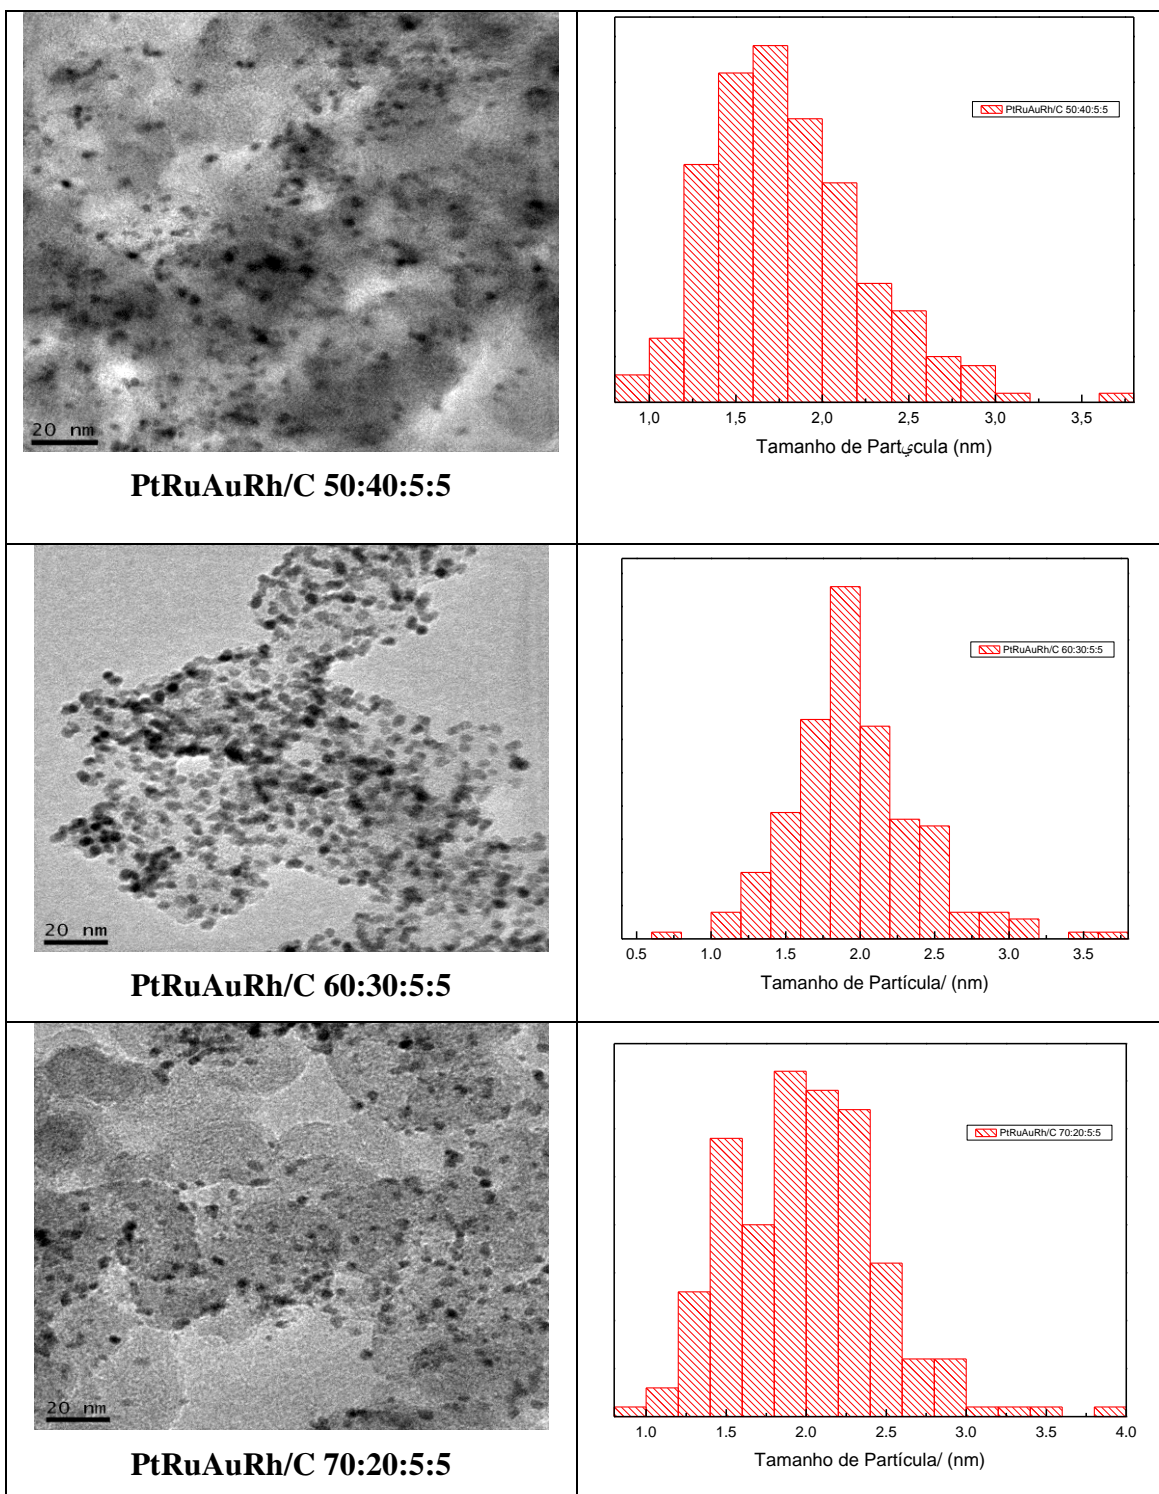 20 nm
PtRuAuRh/C 50:40:5:5
PtRuAuRh/C 50:40:5:5
1,0 1,5 2,0 2,5 3,0 3,5
Tamanho de Partيcula (nm)
20 nm
PtRuAuRh/C 60:30:5:5
PtRuAuRh/C 60:30:5:5
0.5 1.0 1.5 2.0 2.5 3.0 3.5
Tamanho de Partícula/ (nm)
20 nm
PtRuAuRh/C 70:20:5:5
PtRuAuRh/C 70:20:5:5
1.0 1.5 2.0 2.5 3.0 3.5 4.0
Tamanho de Partícula/ (nm)